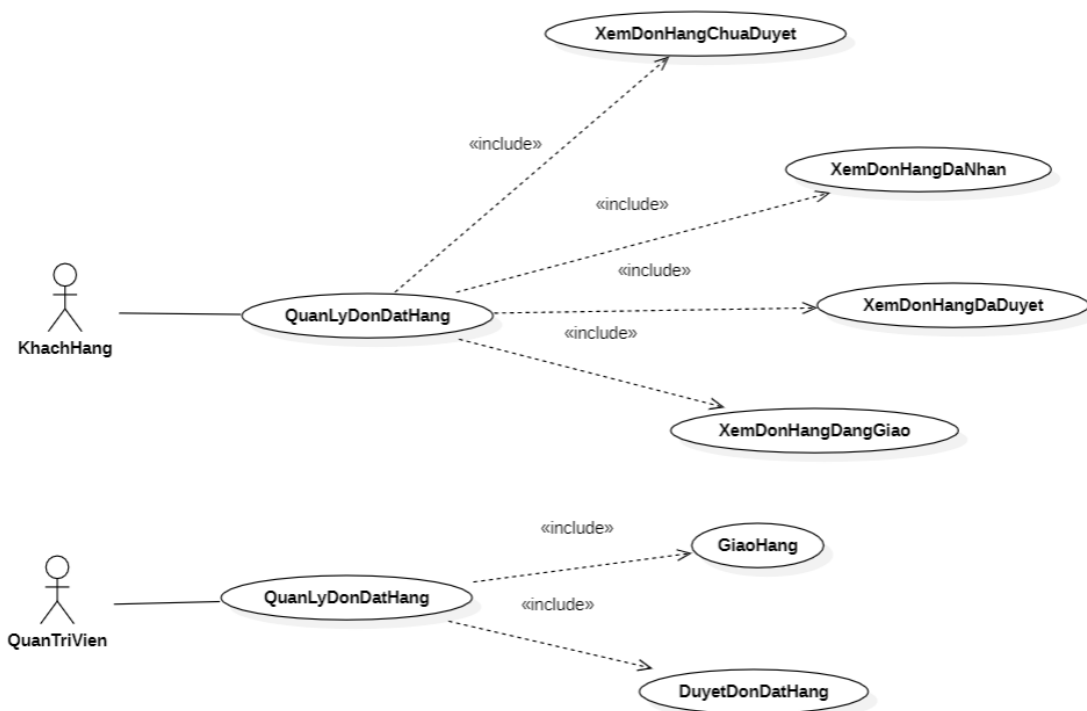 XemDonHangChuaDuyet
«include»
XemDonHangDaNhan
«include»
«include»
QuanLyDonDatHang
XemDonHangDaDuyet
«include»
KhachHang
XemDonHangDangGiao
«include»
GiaoHang
QuanLyDonDatHang
«include»
QuanTriVien
DuyetDonDatHang